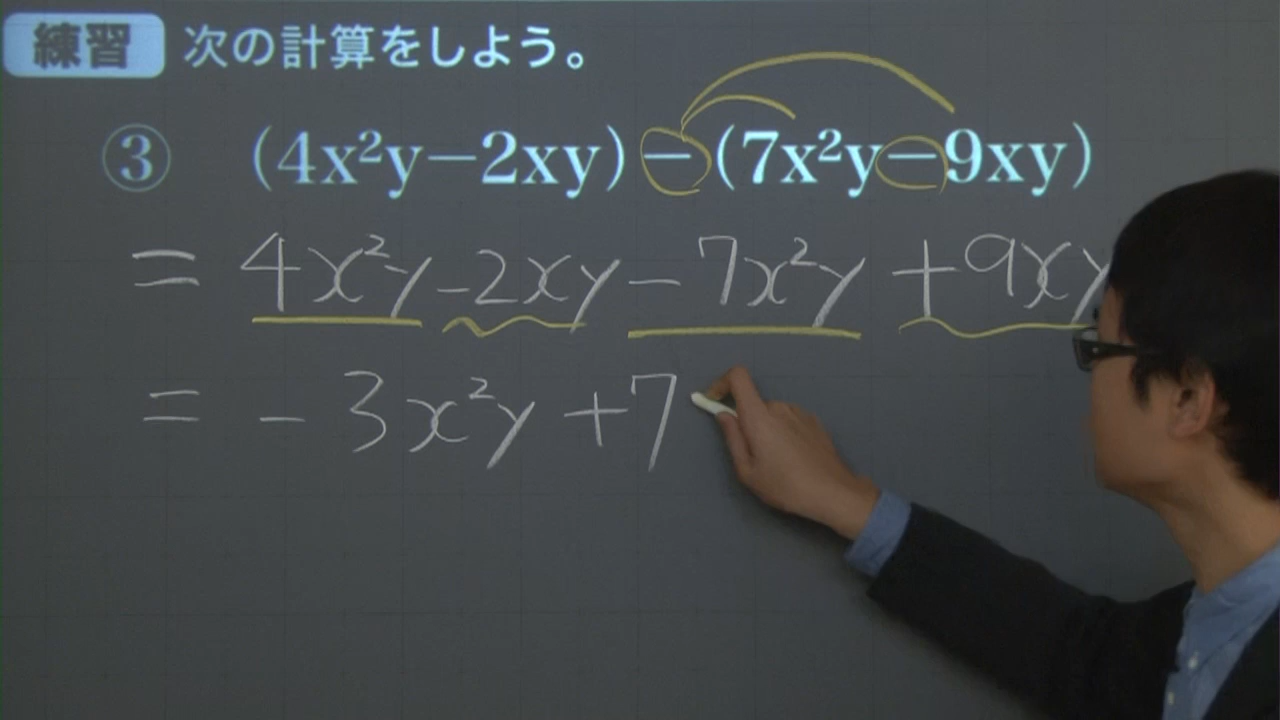 練習 次の計算をしよう。
③ (4x²y−2xy)−(7x²y−9xy)
= 4x²y−2xy−7x²y+9xy
= −3x²y+7